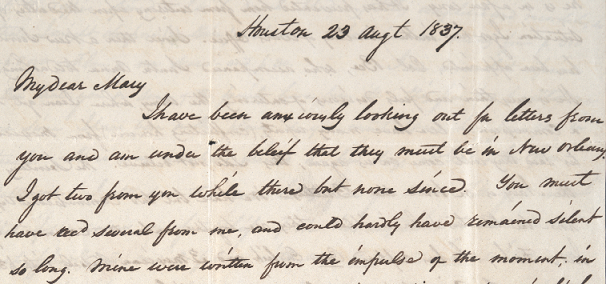 Houston 23 Augt 1837.
My dear Mary
I have been anxiously looking out for letters from
you and am under the beleif that they must be in New Orleans,
I got two from you while there but none since. You must
have recd several from me, and could hardly have remained silent
so long. Mine were written from the impulse of the moment, in